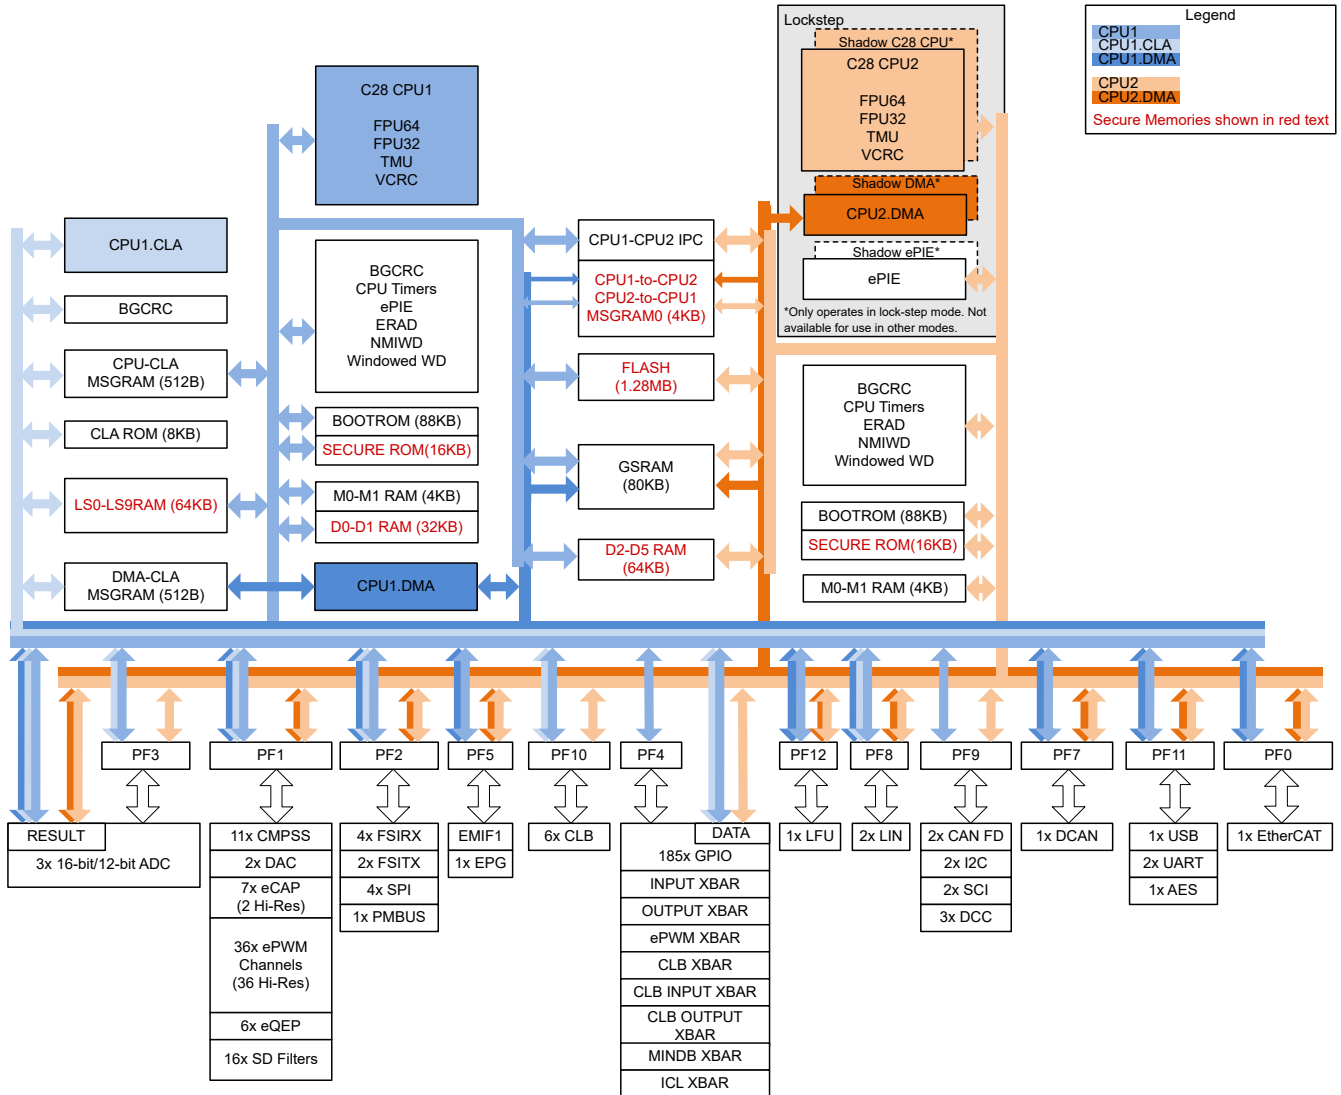 Lockstep
Shadow C28 CPU*
C28 CPU2
FPU64
FPU32
TMU
VCRC
Shadow DMA*
CPU2.DMA
Shadow ePIE*
ePIE
*Only operates in lock-step mode. Not
available for use in other modes.
Legend
CPU1
CPU1.CLA
CPU1.DMA
CPU2
CPU2.DMA
Secure Memories shown in red text
C28 CPU1
FPU64
FPU32
TMU
VCRC
CPU1.CLA
BGCRC
CPU-CLA
MSGRAM (512B)
CLA ROM (8KB)
LS0-LS9RAM (64KB)
DMA-CLA
MSGRAM (512B)
BGCRC
CPU Timers
ePIE
ERAD
NMIWD
Windowed WD
BOOTROM (88KB)
SECURE ROM(16KB)
M0-M1 RAM (4KB)
D0-D1 RAM (32KB)
CPU1.DMA
CPU1-CPU2 IPC
CPU1-to-CPU2
CPU2-to-CPU1
MSGRAM0 (4KB)
FLASH
(1.28MB)
GSRAM
(80KB)
D2-D5 RAM
(64KB)
BGCRC
CPU Timers
ERAD
NMIWD
Windowed WD
BOOTROM (88KB)
SECURE ROM(16KB)
M0-M1 RAM (4KB)
PF3
PF1
PF2
PF5
PF10
PF4
PF12
PF8
PF9
PF7
PF11
PF0
RESULT
3x 16-bit/12-bit ADC
11x CMPSS
2x DAC
7x eCAP
(2 Hi-Res)
36x ePWM
Channels
(36 Hi-Res)
6x eQEP
16x SD Filters
4x FSIRX
2x FSITX
4x SPI
1x PMBUS
EMIF1
1x EPG
6x CLB
DATA
185x GPIO
INPUT XBAR
OUTPUT XBAR
ePWM XBAR
CLB XBAR
CLB INPUT XBAR
CLB OUTPUT
XBAR
MINDB XBAR
ICL XBAR
1x LFU
2x LIN
2x CAN FD
2x I2C
2x SCI
3x DCC
1x DCAN
1x USB
2x UART
1x AES
1x EtherCAT